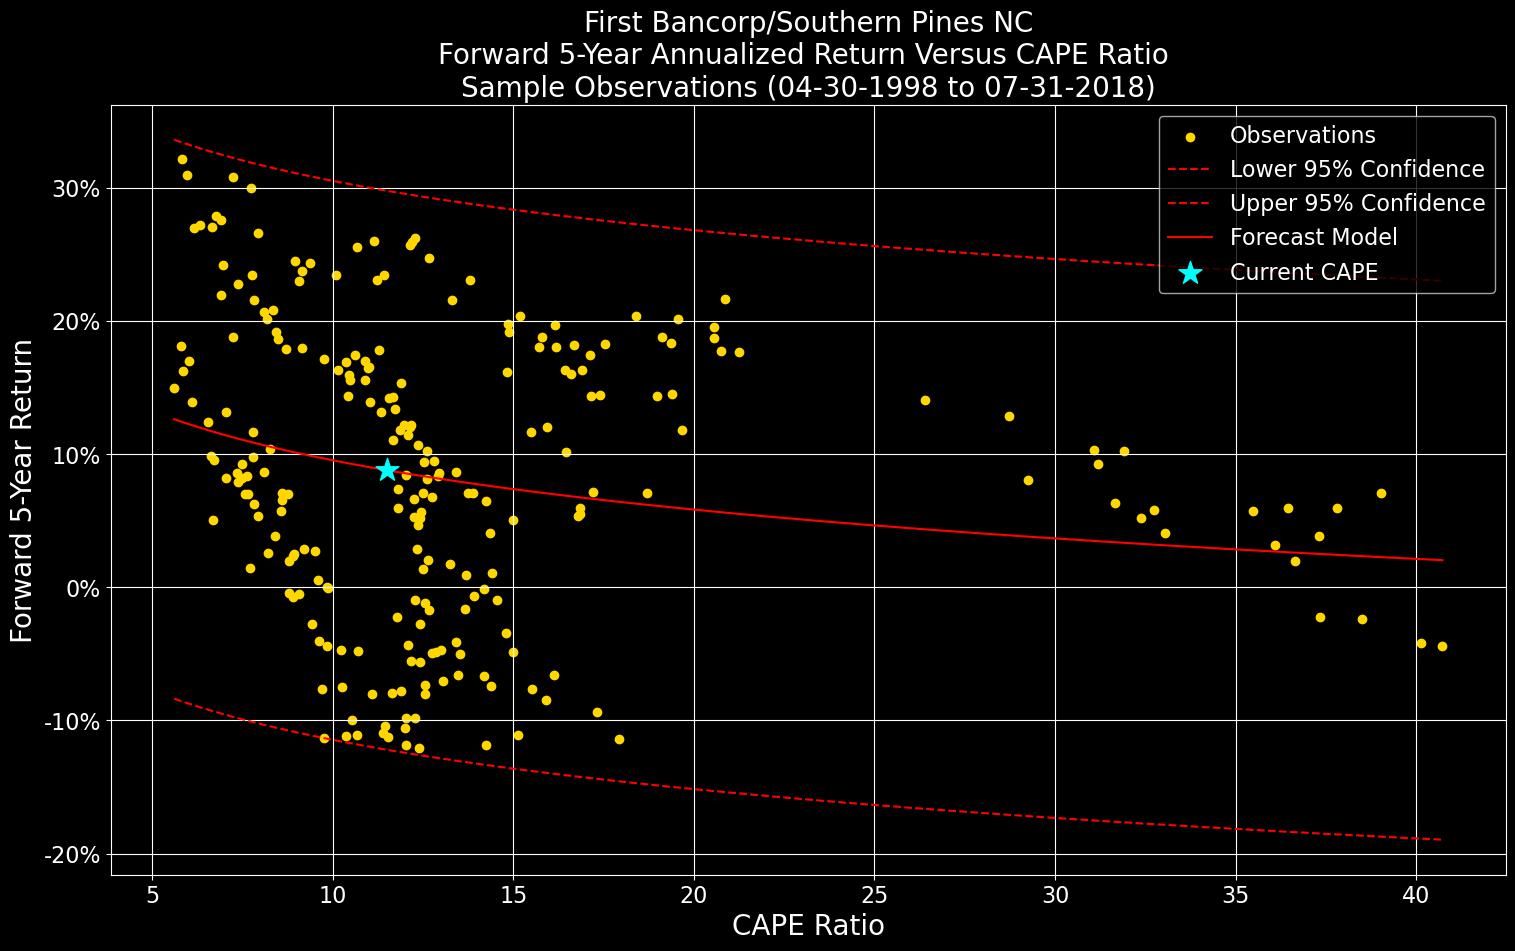 First Bancorp/Southern Pines NC
Forward 5-Year Annualized Return Versus CAPE Ratio
Sample Observations (04-30-1998 to 07-31-2018)
Observations
Lower 95% Confidence
Upper 95% Confidence
Forecast Model
Current CAPE
Forward 5-Year Return
30%
20%
10%
0%
-10%
-20%
5 10 15 20 25 30 35 40
CAPE Ratio